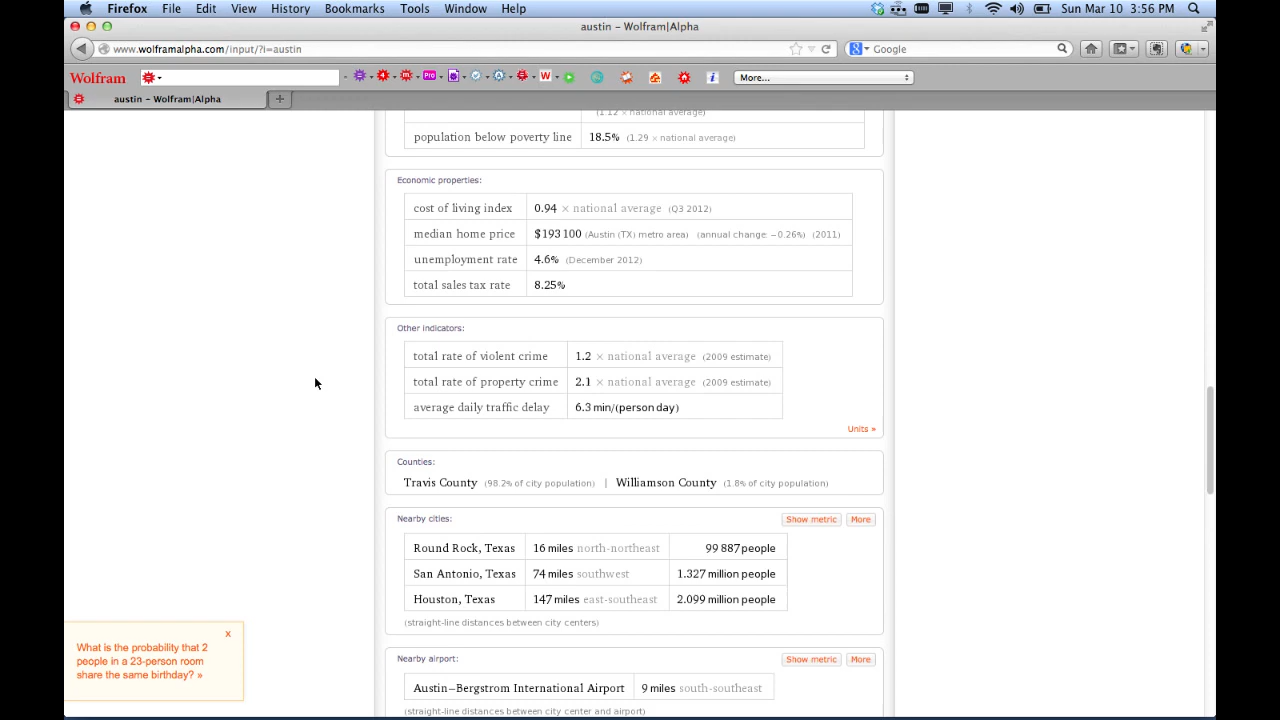 Firefox File Edit View History Bookmarks Tools Window Help Sun Mar 10 3:56 PM
austin - Wolfram|Alpha
www.wolframalpha.com/input/?i=austin Google
Wolfram Pro W i More...
austin - Wolfram|Alpha
(1.12 × national average)
population below poverty line 18.5% (1.29 × national average)
Economic properties:
cost of living index 0.94 × national average (Q3 2012)
median home price $193 100 (Austin (TX) metro area) (annual change: −0.26%) (2011)
unemployment rate 4.6% (December 2012)
total sales tax rate 8.25%
Other indicators:
total rate of violent crime 1.2 × national average (2009 estimate)
total rate of property crime 2.1 × national average (2009 estimate)
average daily traffic delay 6.3 min/(person day)
Units »
Counties:
Travis County (98.2% of city population) | Williamson County (1.8% of city population)
Nearby cities: Show metric More
Round Rock, Texas 16 miles north-northeast 99 887 people
San Antonio, Texas 74 miles southwest 1.327 million people
Houston, Texas 147 miles east-southeast 2.099 million people
(straight-line distances between city centers)
x
What is the probability that 2
people in a 23-person room
share the same birthday? »
Nearby airport: Show metric More
Austin–Bergstrom International Airport 9 miles south-southeast
(straight-line distances between city center and airport)